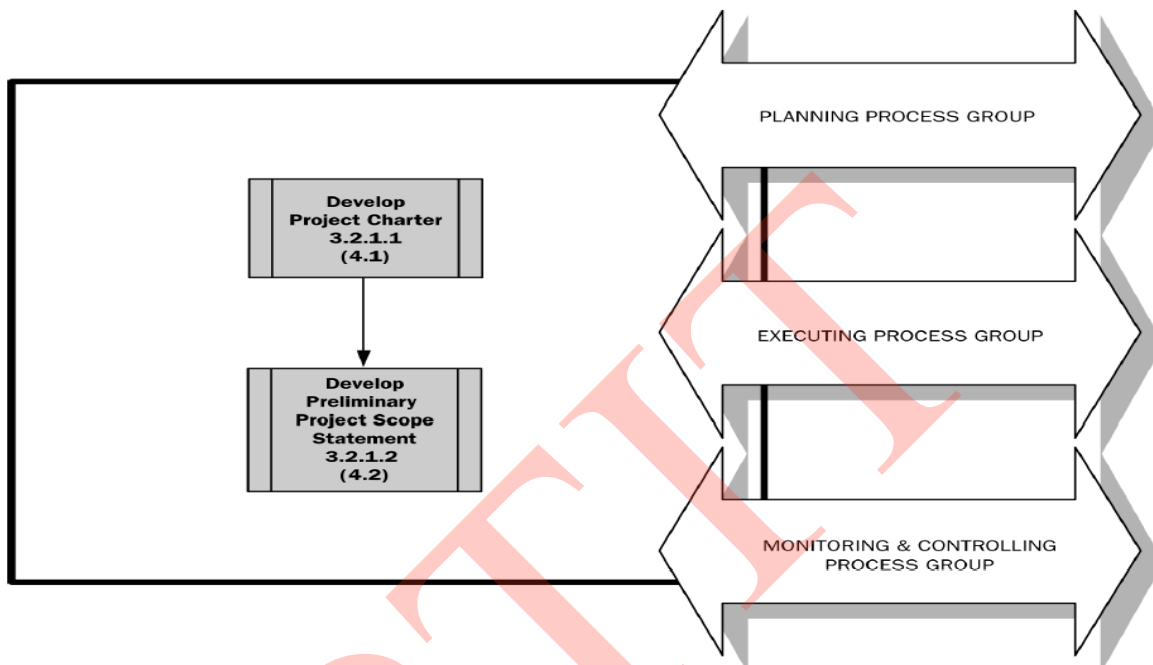 Develop
Project Charter
3.2.1.1
(4.1)
Develop
Preliminary
Project Scope
Statement
3.2.1.2
(4.2)
PLANNING PROCESS GROUP
EXECUTING PROCESS GROUP
MONITORING & CONTROLLING
PROCESS GROUP